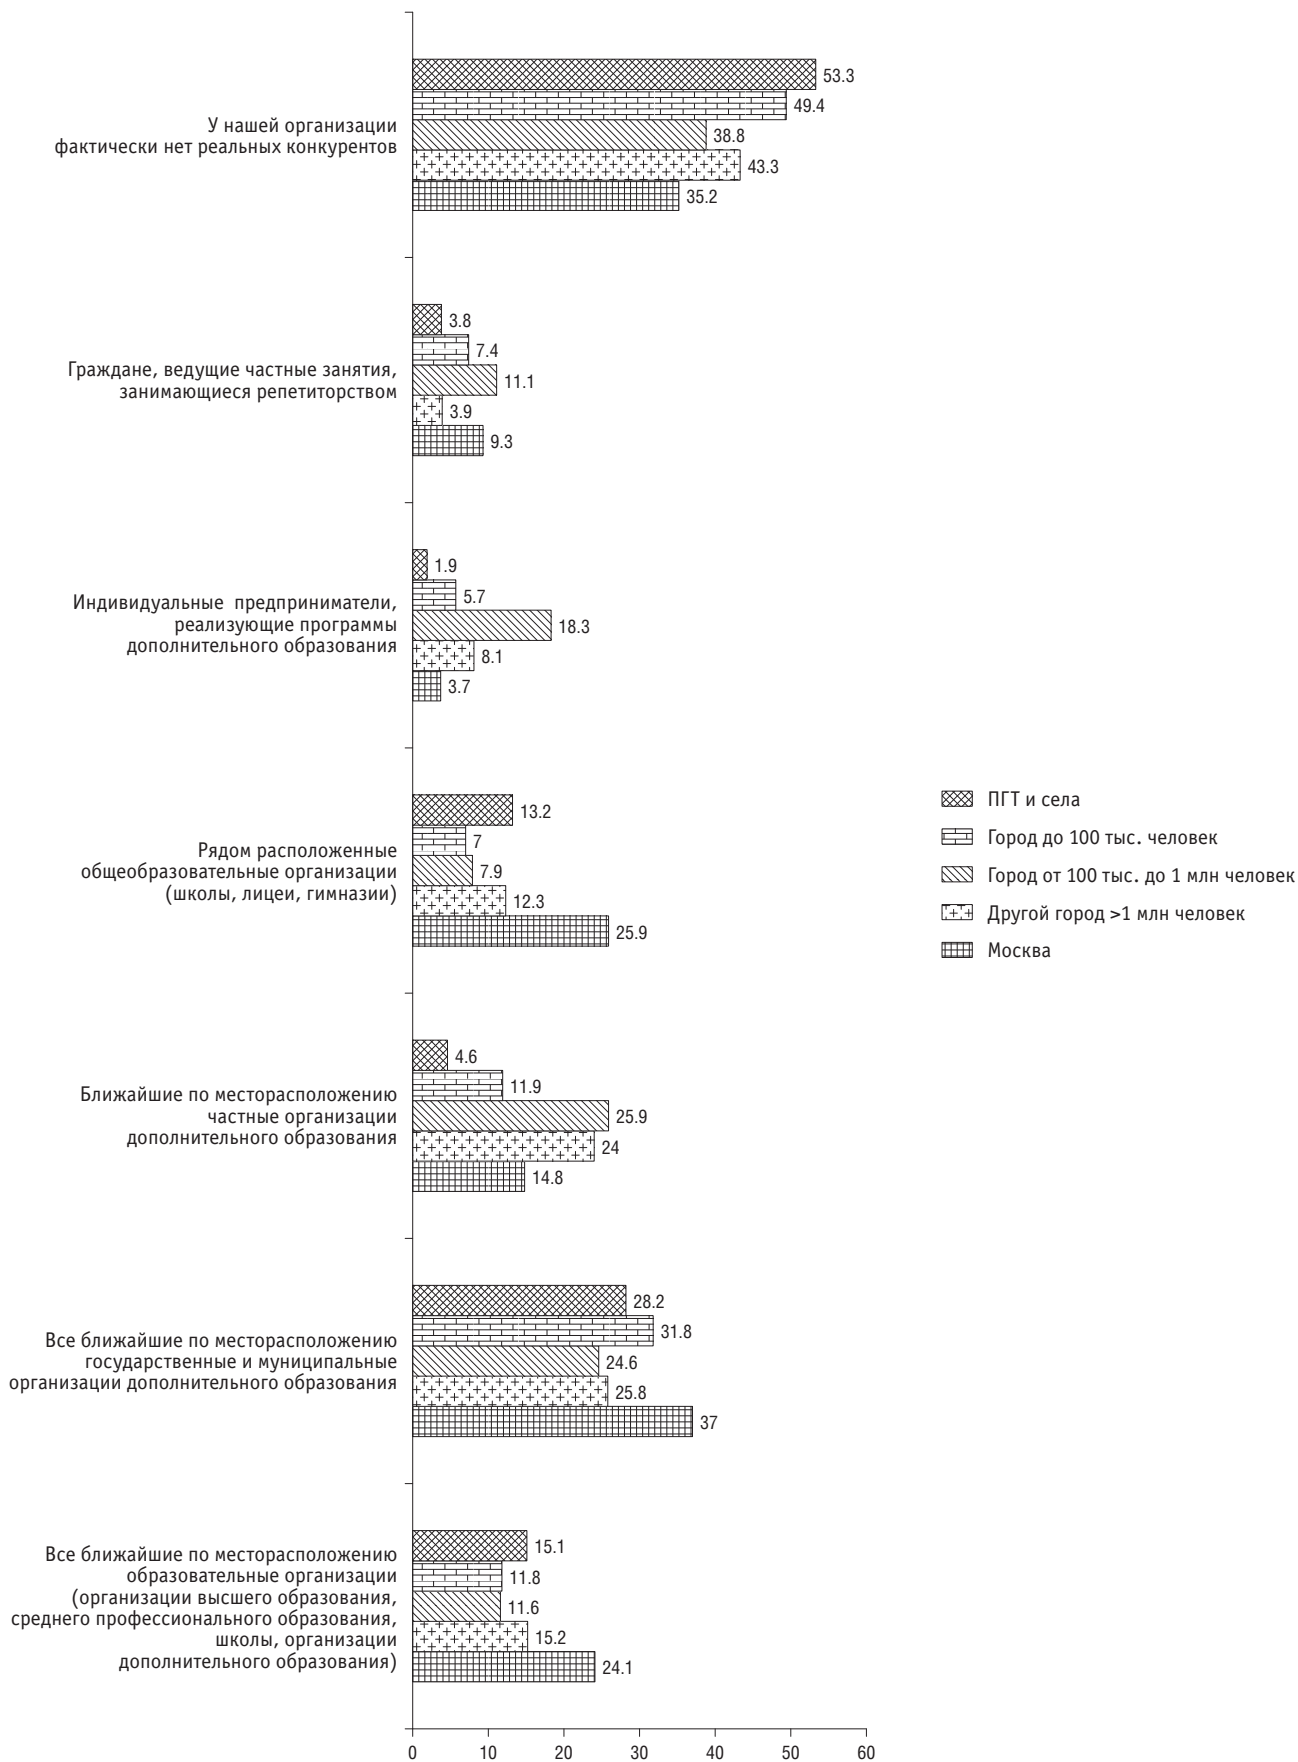 У нашей организации
фактически нет реальных конкурентов
53.3
49.4
38.8
43.3
35.2
Граждане, ведущие частные занятия,
занимающиеся репетиторством
3.8
7.4
11.1
3.9
9.3
Индивидуальные предприниматели,
реализующие программы
дополнительного образования
1.9
5.7
18.3
8.1
3.7
Рядом расположенные
общеобразовательные организации
(школы, лицеи, гимназии)
13.2
7
7.9
12.3
25.9
ПГТ и села
Город до 100 тыс. человек
Город от 100 тыс. до 1 млн человек
Другой город >1 млн человек
Москва
Ближайшие по месторасположению
частные организации
дополнительного образования
4.6
11.9
25.9
24
14.8
Все ближайшие по месторасположению
государственные и муниципальные
организации дополнительного образования
28.2
31.8
24.6
25.8
37
Все ближайшие по месторасположению
образовательные организации
(организации высшего образования,
среднего профессионального образования,
школы, организации
дополнительного образования)
15.1
11.8
11.6
15.2
24.1
0 10 20 30 40 50 60